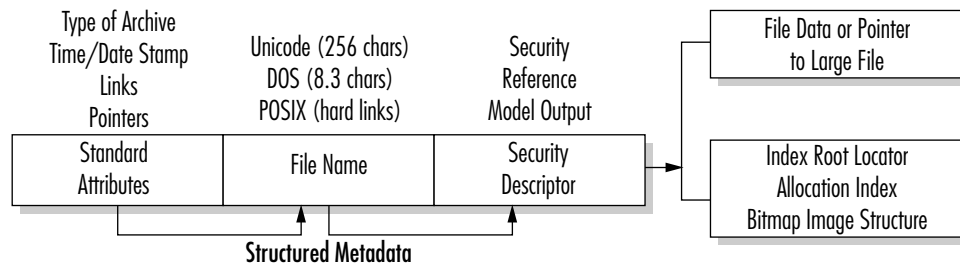 Type of Archive
Time/Date Stamp
Links
Pointers
Unicode (256 chars)
DOS (8.3 chars)
POSIX (hard links)
Security
Reference
Model Output
File Data or Pointer
to Large File
Standard
Attributes
File Name
Security
Descriptor
Index Root Locator
Allocation Index
Bitmap Image Structure
Structured Metadata